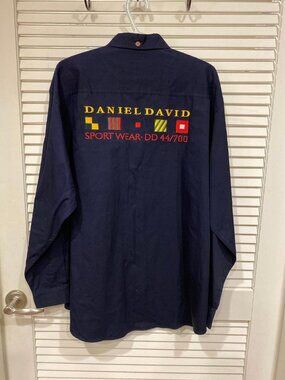 DANIEL DAVID
SPORT WEAR-DD 44/700